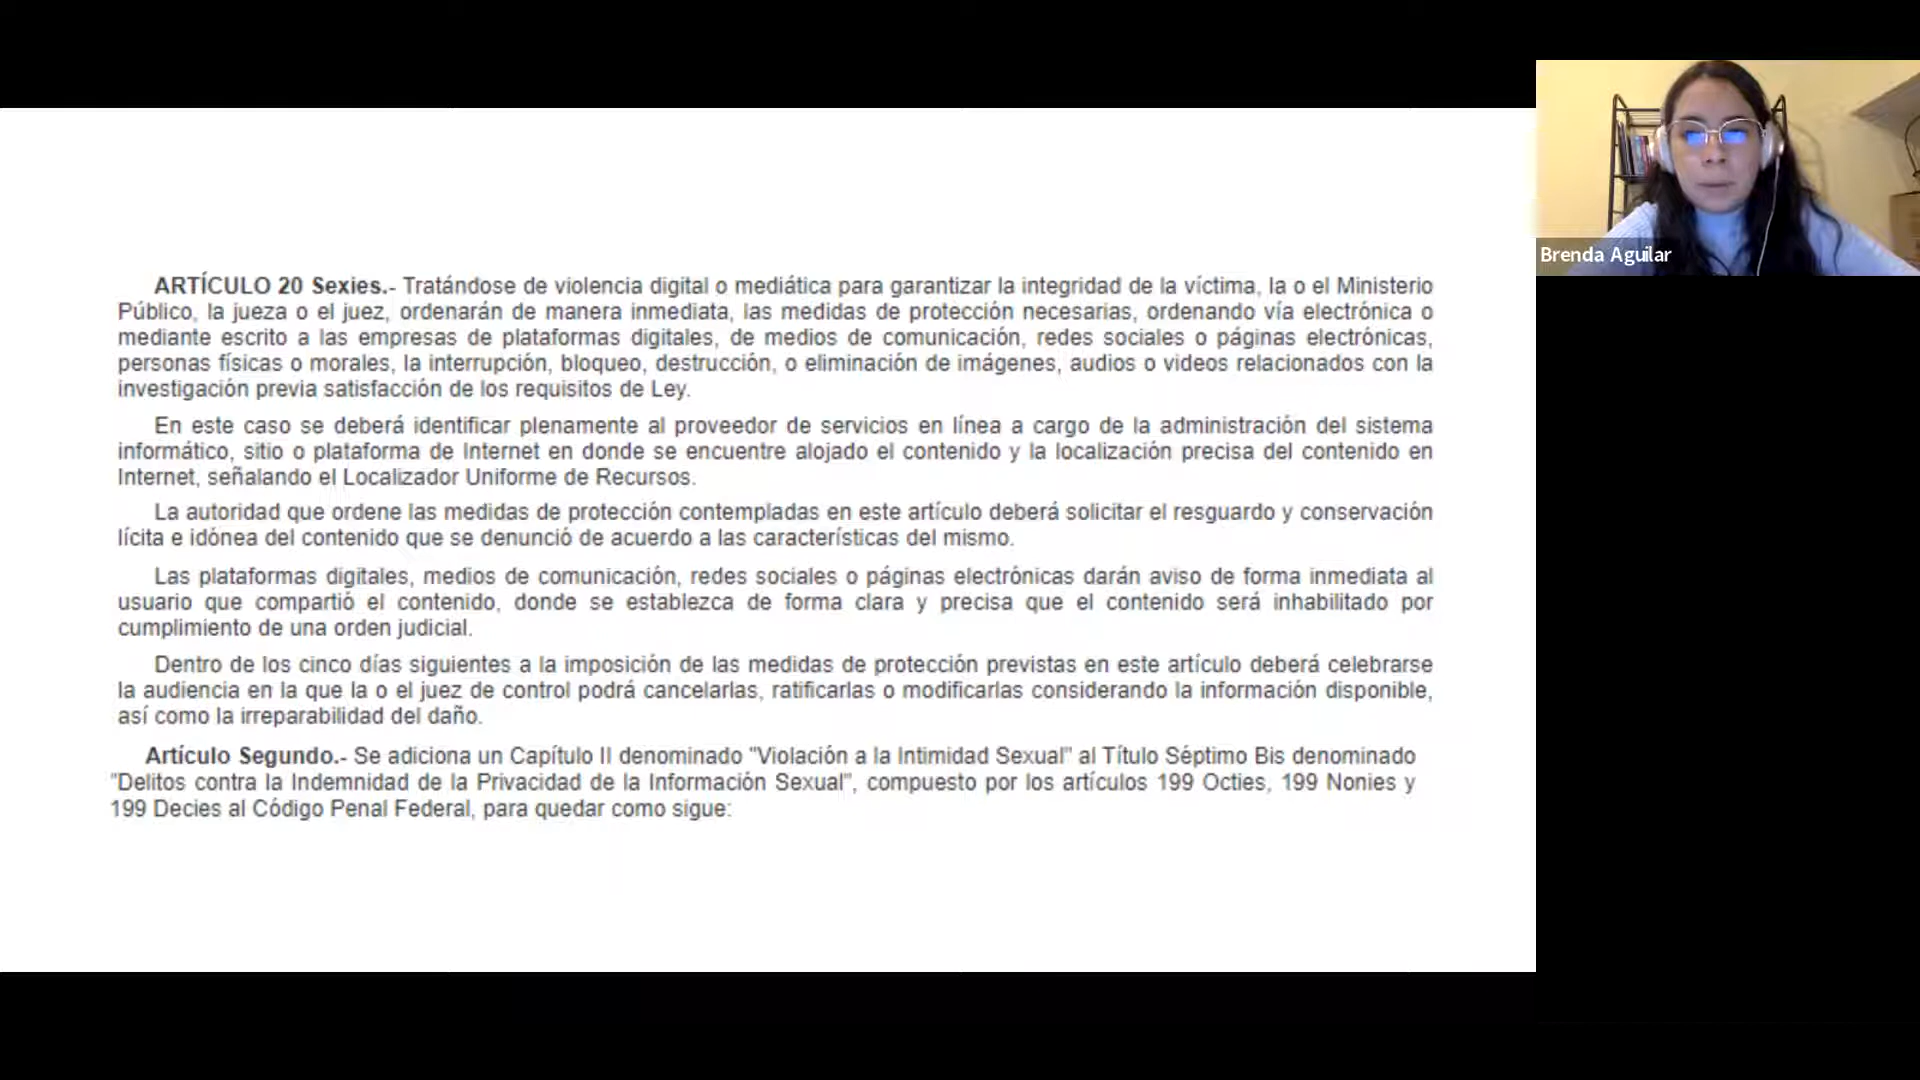 ARTÍCULO 20 Sexies.- Tratándose de violencia digital o mediática para garantizar la integridad de la víctima, la o el Ministerio
Público, la jueza o el juez, ordenarán de manera inmediata, las medidas de protección necesarias, ordenando vía electrónica o
mediante escrito a las empresas de plataformas digitales, de medios de comunicación, redes sociales o páginas electrónicas,
personas físicas o morales, la interrupción, bloqueo, destrucción, o eliminación de imágenes, audios o videos relacionados con la
investigación previa satisfacción de los requisitos de Ley.
En este caso se deberá identificar plenamente al proveedor de servicios en línea a cargo de la administración del sistema
informático, sitio o plataforma de Internet en donde se encuentre alojado el contenido y la localización precisa del contenido en
Internet, señalando el Localizador Uniforme de Recursos.
La autoridad que ordene las medidas de protección contempladas en este artículo deberá solicitar el resguardo y conservación
lícita e idónea del contenido que se denunció de acuerdo a las características del mismo.
Las plataformas digitales, medios de comunicación, redes sociales o páginas electrónicas darán aviso de forma inmediata al
usuario que compartió el contenido, donde se establezca de forma clara y precisa que el contenido será inhabilitado por
cumplimiento de una orden judicial.
Dentro de los cinco días siguientes a la imposición de las medidas de protección previstas en este artículo deberá celebrarse
la audiencia en la que la o el juez de control podrá cancelarlas, ratificarlas o modificarlas considerando la información disponible,
así como la irreparabilidad del daño.
Artículo Segundo.- Se adiciona un Capítulo II denominado "Violación a la Intimidad Sexual" al Título Séptimo Bis denominado
"Delitos contra la Indemnidad de la Privacidad de la Información Sexual", compuesto por los artículos 199 Octies, 199 Nonies y
199 Decies al Código Penal Federal, para quedar como sigue:
Brenda Aguilar